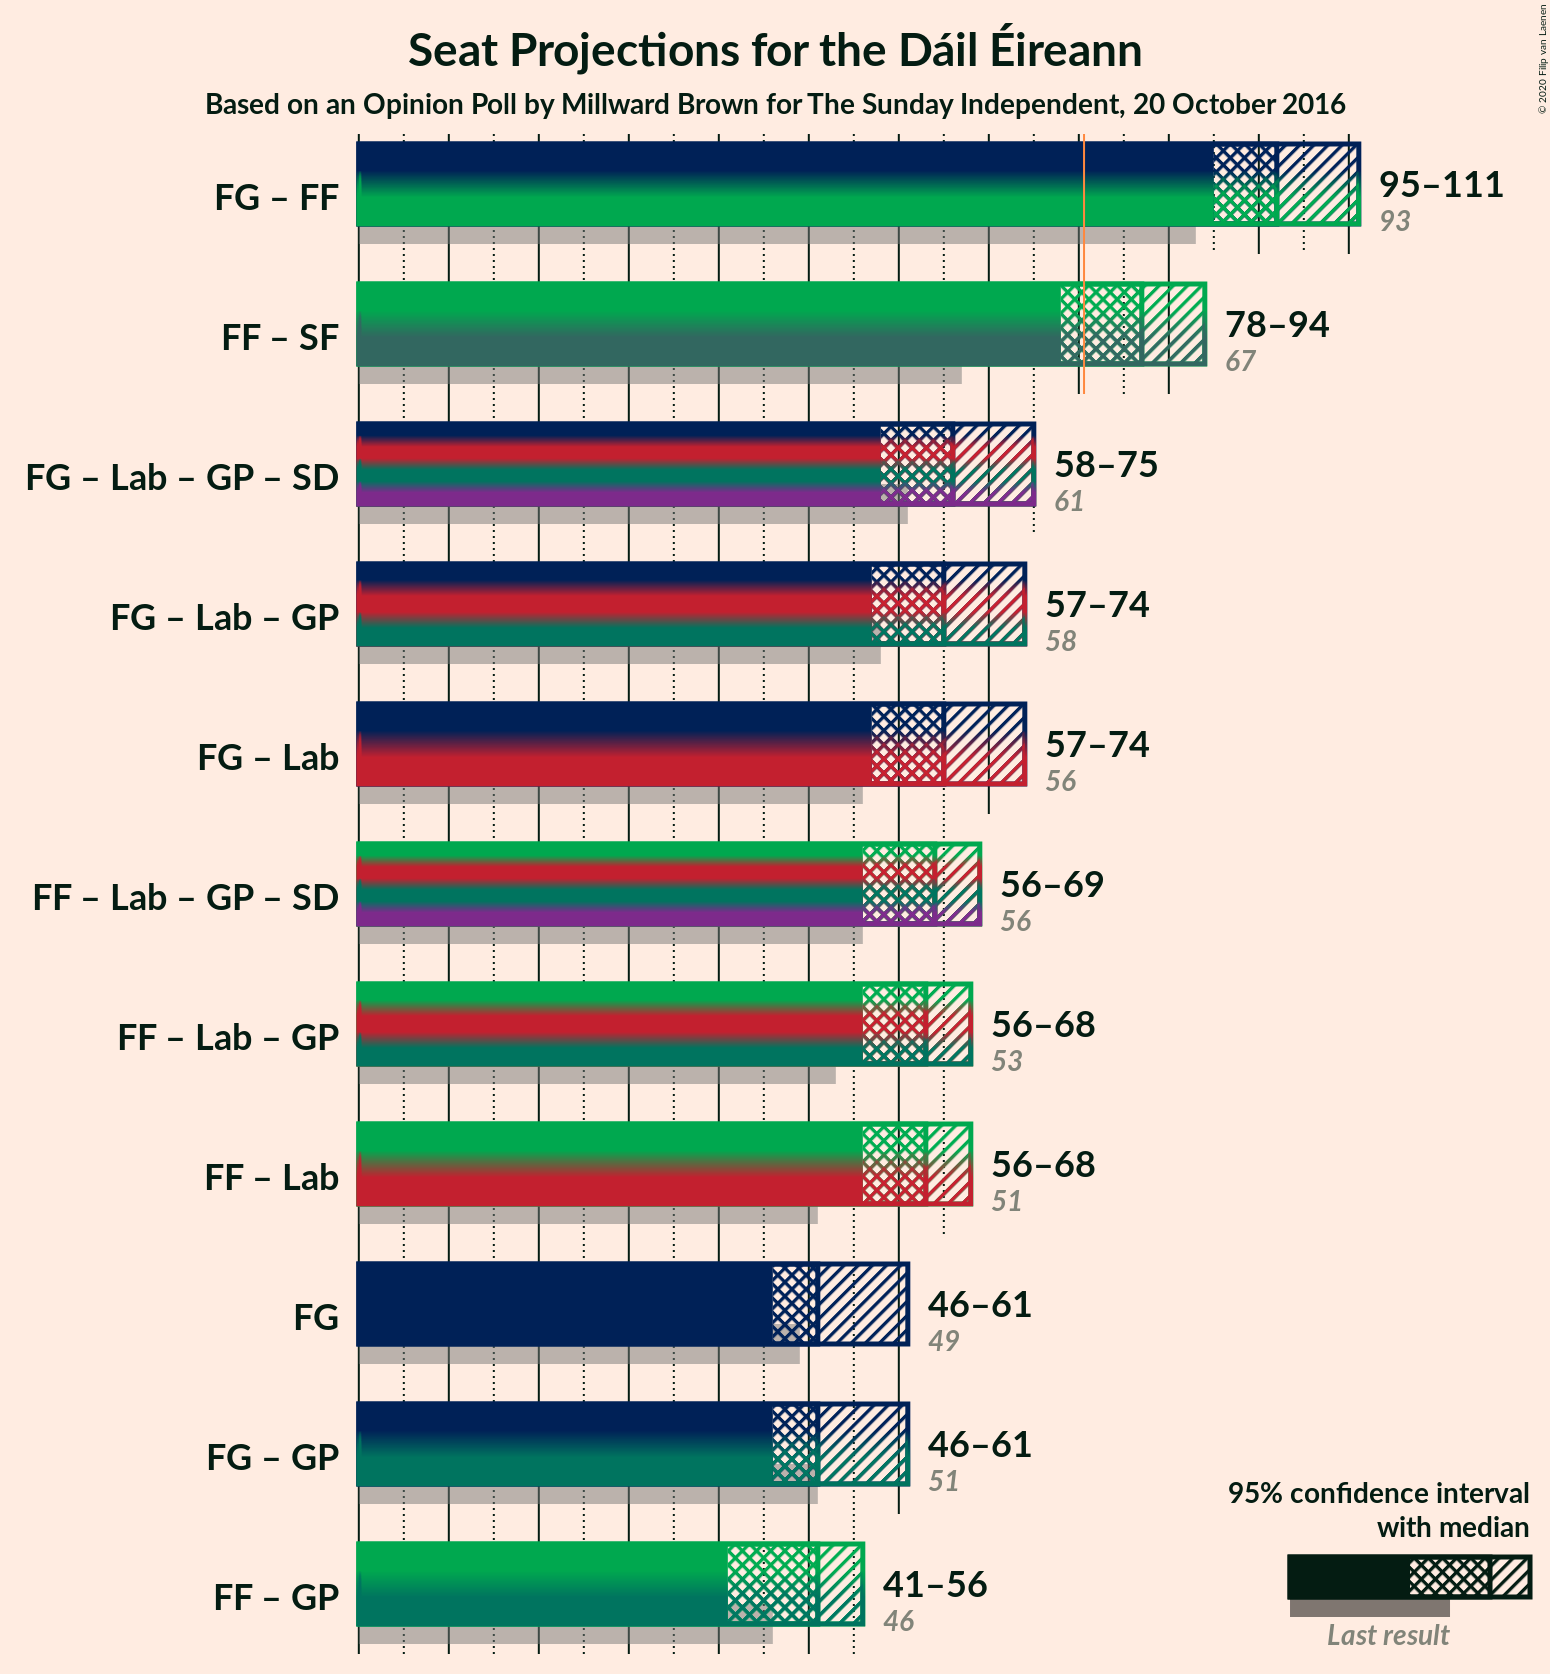 Seat Projections for the Dáil Éireann
Based on an Opinion Poll by Millward Brown for The Sunday Independent, 20 October 2016
© 2020 Filip van Laenen
FG – FF
95–111
93
FF – SF
78–94
67
FG – Lab – GP – SD
58–75
61
FG – Lab – GP
57–74
58
FG – Lab
57–74
56
FF – Lab – GP – SD
56–69
56
FF – Lab – GP
56–68
53
FF – Lab
56–68
51
FG
46–61
49
FG – GP
46–61
51
FF – GP
41–56
46
95% confidence interval
with median
Last result